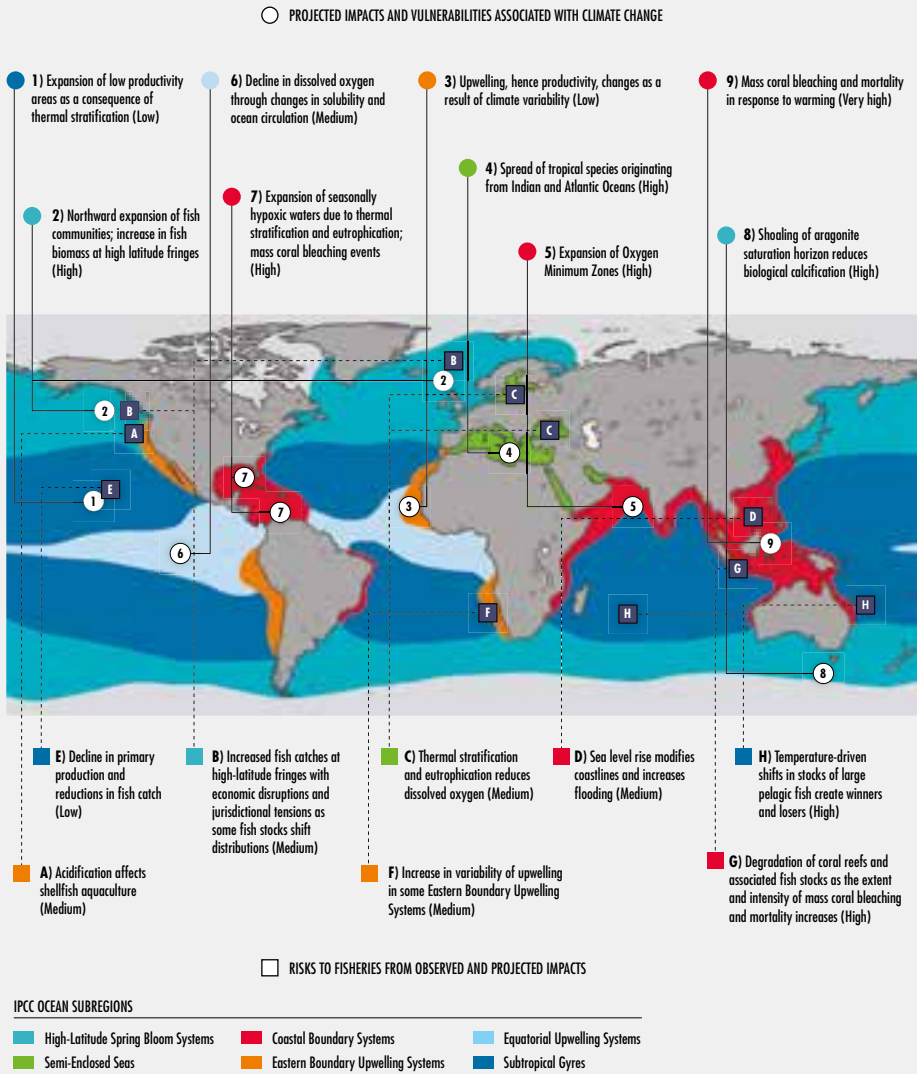 PROJECTED IMPACTS AND VULNERABILITIES ASSOCIATED WITH CLIMATE CHANGE
1) Expansion of low productivity
areas as a consequence of
thermal stratification (Low)
6) Decline in dissolved oxygen
through changes in solubility and
ocean circulation (Medium)
3) Upwelling, hence productivity, changes as a
result of climate variability (Low)
9) Mass coral bleaching and mortality
in response to warming (Very high)
4) Spread of tropical species originating
from Indian and Atlantic Oceans (High)
2) Northward expansion of fish
communities; increase in fish
biomass at high latitude fringes
(High)
7) Expansion of seasonally
hypoxic waters due to thermal
stratification and eutrophication;
mass coral bleaching events
(High)
5) Expansion of Oxygen
Minimum Zones (High)
8) Shoaling of aragonite
saturation horizon reduces
biological calcification (High)
B
2
C
2
B
A
C
4
7
E
1
3
7
5
D
6
9
G
F
H
H
8
E) Decline in primary
production and
reductions in fish catch
(Low)
B) Increased fish catches at
high-latitude fringes with
economic disruptions and
jurisdictional tensions as
some fish stocks shift
distributions (Medium)
C) Thermal stratification
and eutrophication reduces
dissolved oxygen (Medium)
D) Sea level rise modifies
coastlines and increases
flooding (Medium)
H) Temperature-driven
shifts in stocks of large
pelagic fish create winners
and losers (High)
A) Acidification affects
shellfish aquaculture
(Medium)
F) Increase in variability of upwelling
in some Eastern Boundary Upwelling
Systems (Medium)
G) Degradation of coral reefs and
associated fish stocks as the extent
and intensity of mass coral bleaching
and mortality increases (High)
RISKS TO FISHERIES FROM OBSERVED AND PROJECTED IMPACTS
IPCC OCEAN SUBREGIONS
High-Latitude Spring Bloom Systems
Coastal Boundary Systems
Equatorial Upwelling Systems
Semi-Enclosed Seas
Eastern Boundary Upwelling Systems
Subtropical Gyres